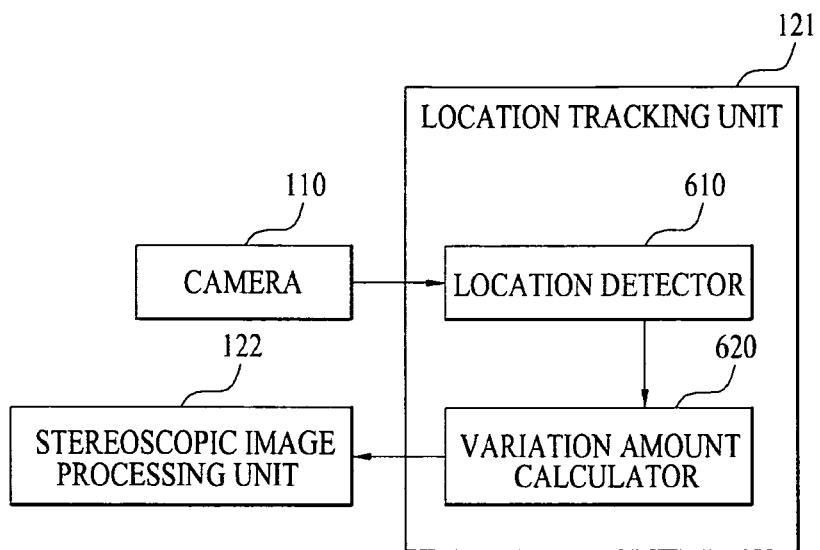 121
LOCATION TRACKING UNIT
110
610
CAMERA
LOCATION DETECTOR
122
620
STEREOSCOPIC IMAGE
PROCESSING UNIT
VARIATION AMOUNT
CALCULATOR